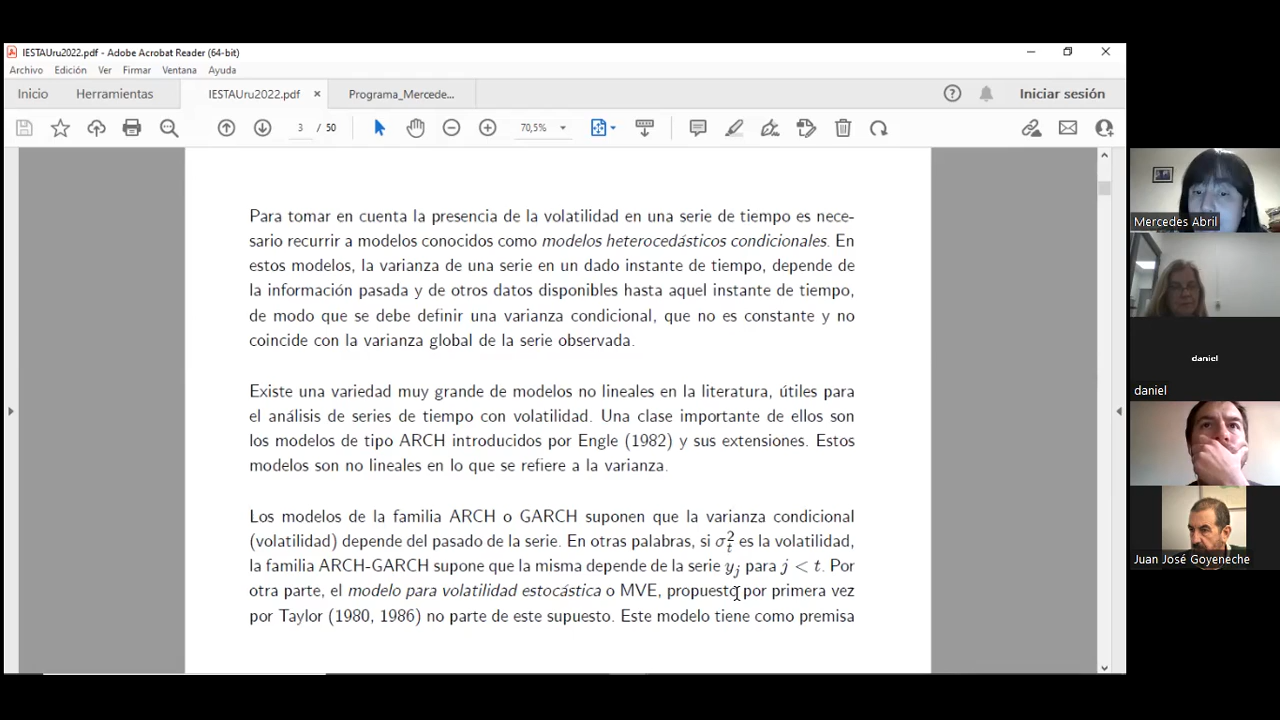 IESTAUru2022.pdf - Adobe Acrobat Reader (64-bit)
Archivo Edición Ver Firmar Ventana Ayuda
Inicio Herramientas IESTAUru2022.pdf × Programa_Mercede... Iniciar sesión
3 / 50 70,5%
Para tomar en cuenta la presencia de la volatilidad en una serie de tiempo es nece-
sario recurrir a modelos conocidos como modelos heterocedásticos condicionales. En
estos modelos, la varianza de una serie en un dado instante de tiempo, depende de
la información pasada y de otros datos disponibles hasta aquel instante de tiempo,
de modo que se debe definir una varianza condicional, que no es constante y no
coincide con la varianza global de la serie observada.
Existe una variedad muy grande de modelos no lineales en la literatura, útiles para
el análisis de series de tiempo con volatilidad. Una clase importante de ellos son
los modelos de tipo ARCH introducidos por Engle (1982) y sus extensiones. Estos
modelos son no lineales en lo que se refiere a la varianza.
Los modelos de la familia ARCH o GARCH suponen que la varianza condicional
(volatilidad) depende del pasado de la serie. En otras palabras, si σ²ₜ es la volatilidad,
la familia ARCH-GARCH supone que la misma depende de la serie yⱼ para j < t. Por
otra parte, el modelo para volatilidad estocástica o MVE, propuesto por primera vez
por Taylor (1980, 1986) no parte de este supuesto. Este modelo tiene como premisa
Mercedes Abril
daniel
daniel
Juan José Goyeneche